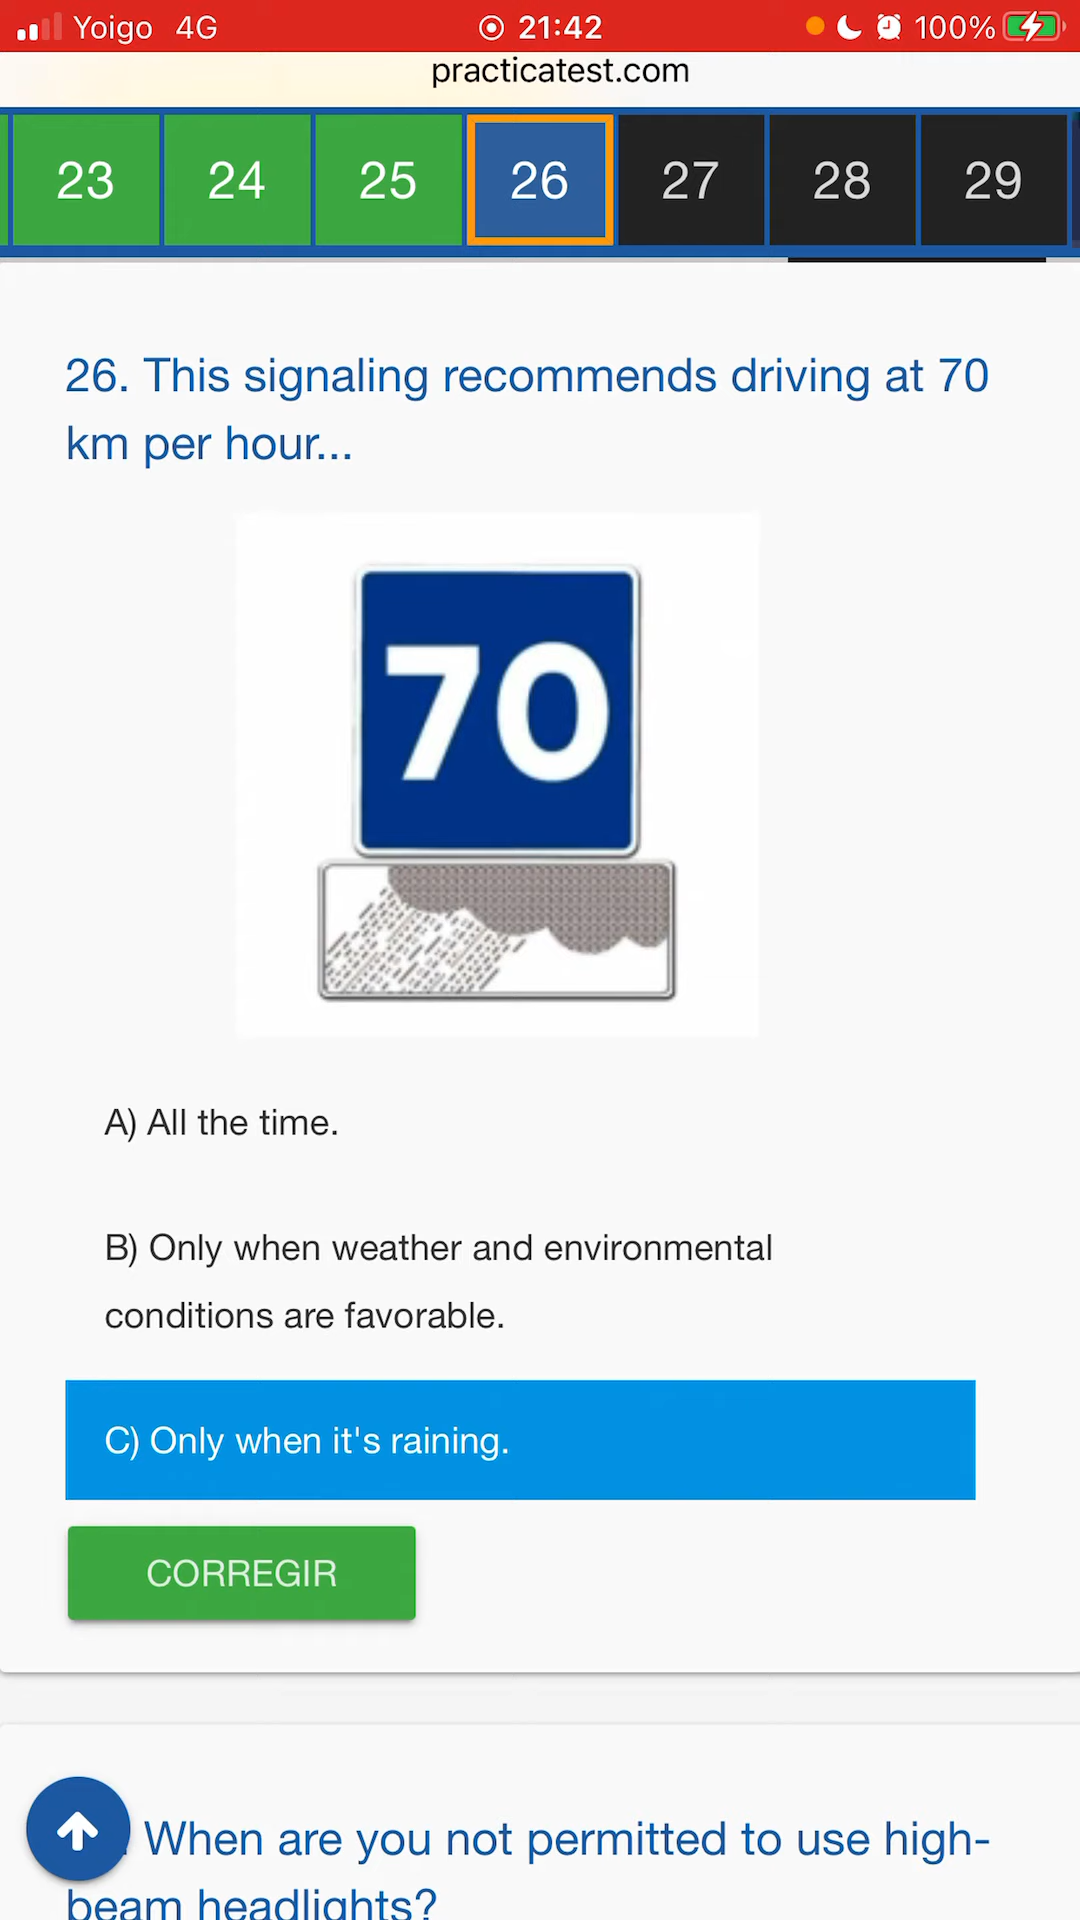 Yoigo 4G 21:42 100%
practicatest.com
23 24 25 26 27 28 29
26. This signaling recommends driving at 70
km per hour...
70
A) All the time.
B) Only when weather and environmental
conditions are favorable.
C) Only when it's raining.
CORREGIR
When are you not permitted to use high-
beam headlights?